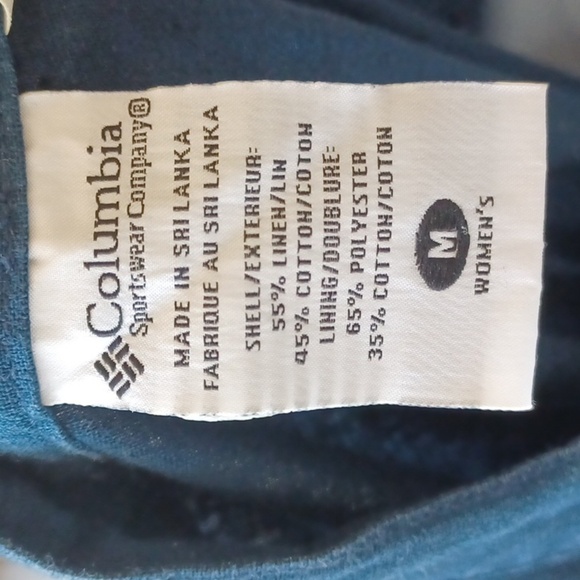 Columbia
Sportswear Company®
MADE IN SRI LANKA
FABRIQUE AU SRI LANKA
SHELL/EXTERIEUR:
55% LINEN/LIN
45% COTTON/COTON
LINING/DOUBLURE:
65% POLYESTER
35% COTTON/COTON
M
WOMEN'S